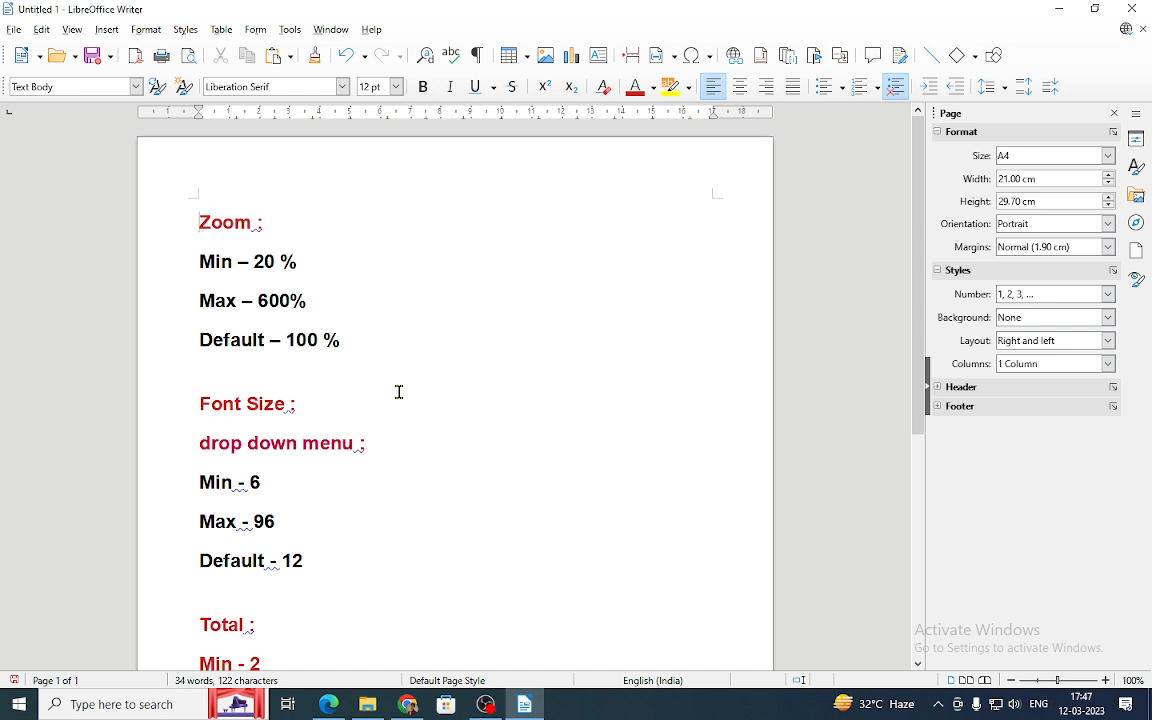 Untitled 1 - LibreOffice Writer
File Edit View Insert Format Styles Table Form Tools Window Help
Text Body Liberation Serif 12 pt
Zoom ;
Min – 20 %
Max – 600%
Default – 100 %
Font Size ;
drop down menu ;
Min - 6
Max - 96
Default - 12
Total ;
Min - 2
Page
Format
Size: A4
Width: 21.00 cm
Height: 29.70 cm
Orientation: Portrait
Margins: Normal (1.90 cm)
Styles
Number: 1, 2, 3, ...
Background: None
Layout: Right and left
Columns: 1 Column
Header
Footer
Activate Windows
Go to Settings to activate Windows.
Page 1 of 1 34 words, 122 characters Default Page Style English (India) 100%
Type here to search 32°C Haze ENG 17:47
12-03-2023